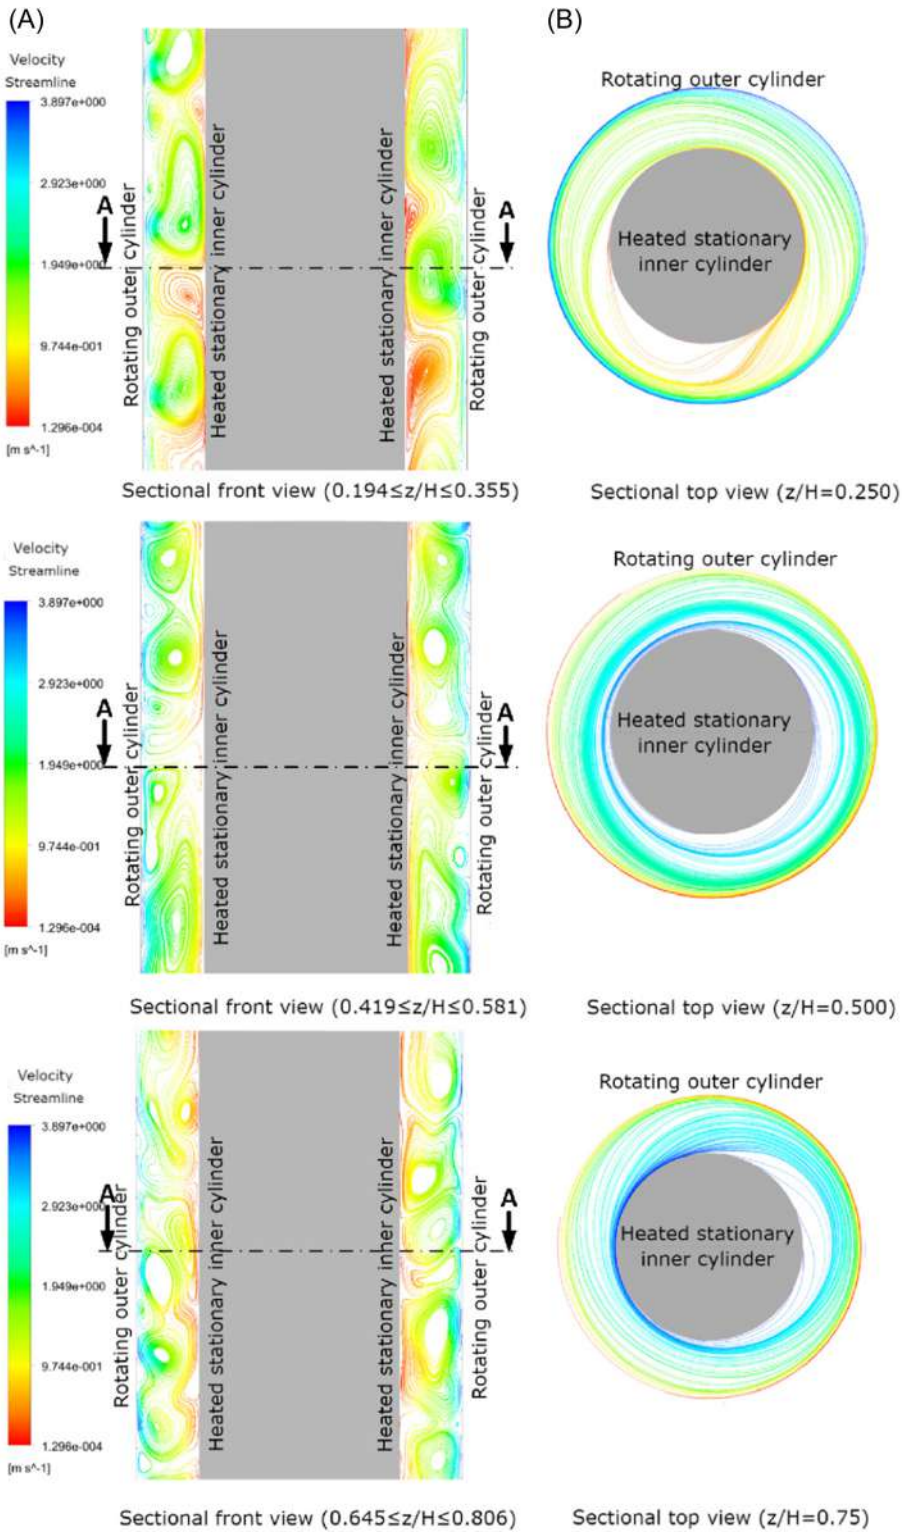 (A)
(B)
Velocity
Streamline
3.897e+000
2.923e+000
1.949e+000
9.744e-001
1.296e-004
[m s^-1]
A
Rotating outer cylinder
Heated stationary inner cylinder
Heated stationary inner cylinder
Rotating outer cylinder
A
Rotating outer cylinder
Heated stationary
inner cylinder
Sectional front view (0.194≤z/H≤0.355)
Sectional top view (z/H=0.250)
Velocity
Streamline
3.897e+000
2.923e+000
1.949e+000
9.744e-001
1.296e-004
[m s^-1]
A
Rotating outer cylinder
Heated stationary inner cylinder
Heated stationary inner cylinder
Rotating outer cylinder
A
Rotating outer cylinder
Heated stationary
inner cylinder
Sectional front view (0.419≤z/H≤0.581)
Sectional top view (z/H=0.500)
Velocity
Streamline
3.897e+000
2.923e+000
1.949e+000
9.744e-001
1.296e-004
[m s^-1]
A
Rotating outer cylinder
Heated stationary inner cylinder
Heated stationary inner cylinder
Rotating outer cylinder
A
Rotating outer cylinder
Heated stationary
inner cylinder
Sectional front view (0.645≤z/H≤0.806)
Sectional top view (z/H=0.75)